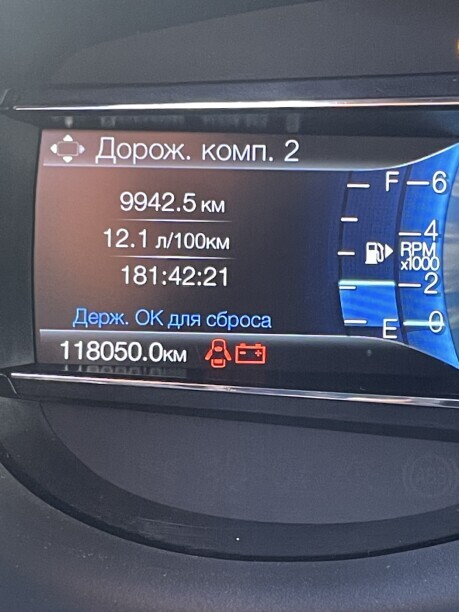 Дорож. комп. 2
9942.5 км
12.1 л/100км
181:42:21
Держ. ОК для сброса
118050.0км
F
6
4
RPM
x1000
2
E
0